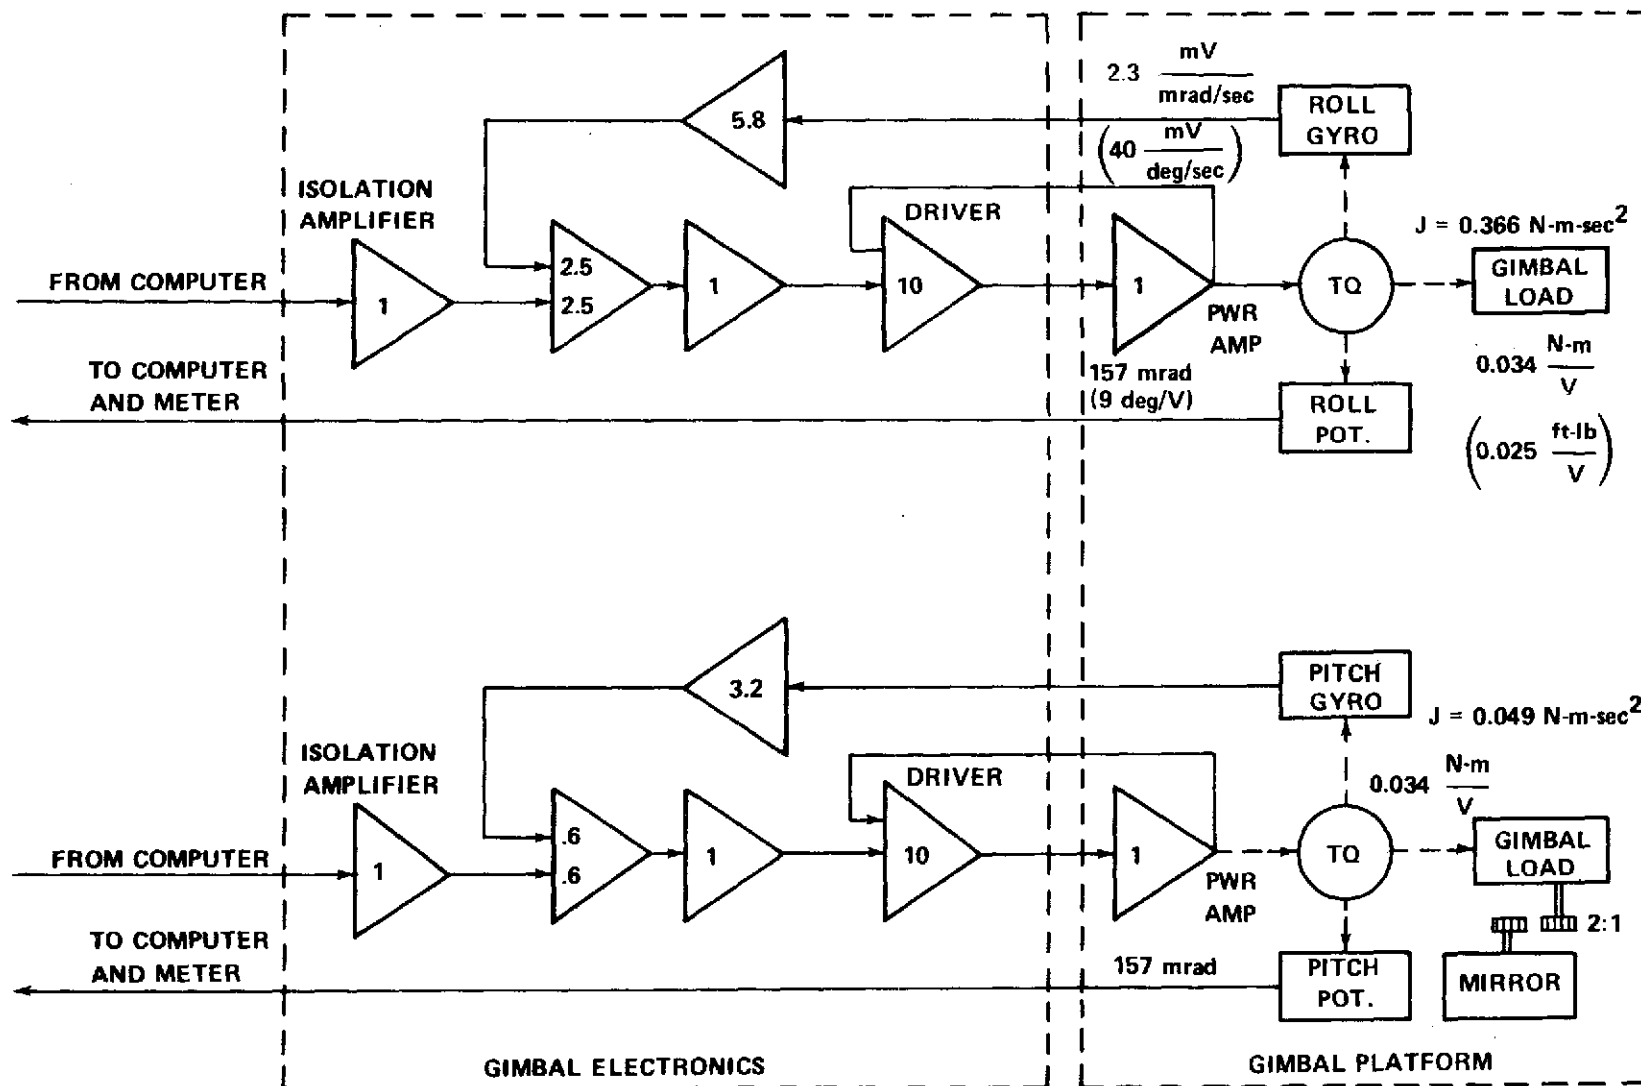 2.3 mV
mrad/sec
(40 mV
deg/sec)
ROLL
GYRO
5.8
ISOLATION
AMPLIFIER
DRIVER
J = 0.366 N-m-sec²
FROM COMPUTER
1
2.5
2.5
1
10
1
TQ
GIMBAL
LOAD
PWR
AMP
0.034 N-m
V
TO COMPUTER
AND METER
157 mrad
(9 deg/V)
ROLL
POT.
(0.025 ft-lb
V)
3.2
PITCH
GYRO
J = 0.049 N-m-sec²
ISOLATION
AMPLIFIER
DRIVER
0.034 N-m
V
FROM COMPUTER
1
.6
.6
1
10
1
TQ
GIMBAL
LOAD
PWR
AMP
2:1
TO COMPUTER
AND METER
157 mrad
PITCH
POT.
MIRROR
GIMBAL ELECTRONICS
GIMBAL PLATFORM